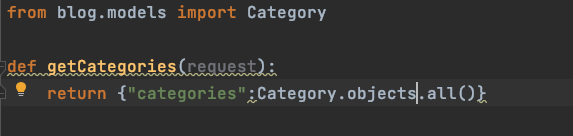 from blog.models import Category
def getCategories(request):
return {"categories":Category.objects.all()}